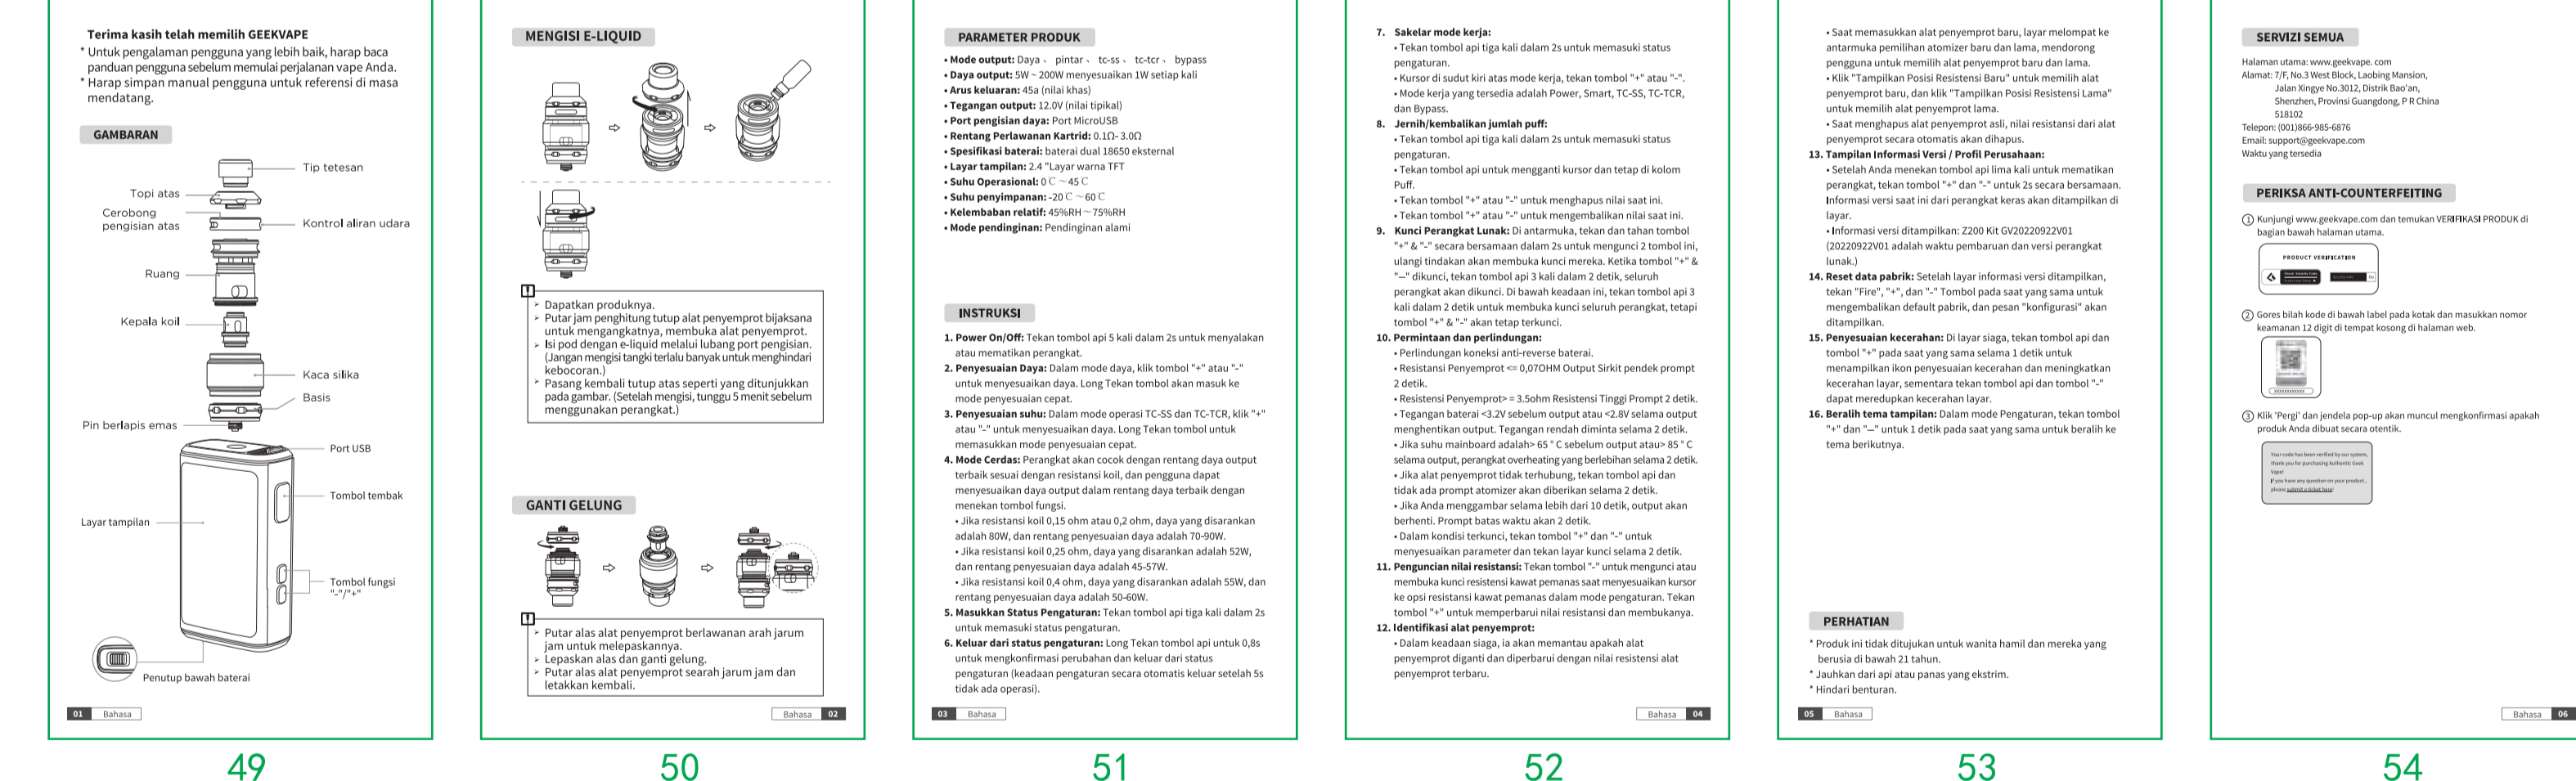 Terima kasih telah memilih GEEKVAPE
* Untuk pengalaman pengguna yang lebih baik, harap baca
panduan pengguna sebelum memulai perjalanan vape Anda.
* Harap simpan manual pengguna untuk referensi di masa
mendatang.
GAMBARAN
Tip tetesan
Topi atas
Cerobong
pengisian atas
Kontrol aliran udara
Ruang
Kepala koil
Kaca silika
Basis
Pin berlapis emas
Port USB
Tombol tembak
Layar tampilan
Tombol fungsi
"-"/"+"
Penutup bawah baterai
01 Bahasa
49
MENGISI E-LIQUID
➢ Dapatkan produknya.
➢ Putar jam penghitung tutup alat penyemprot bijaksana
untuk mengangkatnya, membuka alat penyemprot.
➢ Isi pod dengan e-liquid melalui lubang port pengisian.
(Jangan mengisi tangki terlalu banyak untuk menghindari
kebocoran.)
➢ Pasang kembali tutup atas seperti yang ditunjukkan
pada gambar. (Setelah mengisi, tunggu 5 menit sebelum
menggunakan perangkat.)
GANTI GELUNG
➢ Putar alas alat penyemprot berlawanan arah jarum
jam untuk melepaskannya.
➢ Lepaskan alas dan ganti gelung.
➢ Putar alas alat penyemprot searah jarum jam dan
letakkan kembali.
Bahasa 02
50
PARAMETER PRODUK
• Mode output: Daya 、 pintar 、 tc-ss 、 tc-tcr 、 bypass
• Daya output: 5W ~ 200W menyesuaikan 1W setiap kali
• Arus keluaran: 45a (nilai khas)
• Tegangan output: 12.0V (nilai tipikal)
• Port pengisian daya: Port MicroUSB
• Rentang Perlawanan Kartrid: 0.1Ω- 3.0Ω
• Spesifikasi baterai: baterai dual 18650 eksternal
• Layar tampilan: 2.4 "Layar warna TFT
• Suhu Operasional: 0℃ ~ 45℃
• Suhu penyimpanan: -20℃ ~ 60℃
• Kelembaban relatif: 45%RH ~ 75%RH
• Mode pendinginan: Pendinginan alami
INSTRUKSI
1. Power On/Off: Tekan tombol api 5 kali dalam 2s untuk menyalakan
atau mematikan perangkat.
2. Penyesuaian Daya: Dalam mode daya, klik tombol "+" atau "-"
untuk menyesuaikan daya. Long Tekan tombol akan masuk ke
mode penyesuaian cepat.
3. Penyesuaian suhu: Dalam mode operasi TC-SS dan TC-TCR, klik "+"
atau "-" untuk menyesuaikan daya. Long Tekan tombol untuk
memasukkan mode penyesuaian cepat.
4. Mode Cerdas: Perangkat akan cocok dengan rentang daya output
terbaik sesuai dengan resistansi koil, dan pengguna dapat
menyesuaikan daya output dalam rentang daya terbaik dengan
menekan tombol fungsi.
• Jika resistansi koil 0,15 ohm atau 0,2 ohm, daya yang disarankan
adalah 80W, dan rentang penyesuaian daya adalah 70-90W.
• Jika resistansi koil 0,25 ohm, daya yang disarankan adalah 52W,
dan rentang penyesuaian daya adalah 45-57W.
• Jika resistansi koil 0,4 ohm, daya yang disarankan adalah 55W, dan
rentang penyesuaian daya adalah 50-60W.
5. Masukkan Status Pengaturan: Tekan tombol api tiga kali dalam 2s
untuk memasuki status pengaturan.
6. Keluar dari status pengaturan: Long Tekan tombol api untuk 0,8s
untuk mengkonfirmasi perubahan dan keluar dari status
pengaturan (keadaan pengaturan secara otomatis keluar setelah 5s
tidak ada operasi).
03 Bahasa
51
7. Sakelar mode kerja:
• Tekan tombol api tiga kali dalam 2s untuk memasuki status
pengaturan.
• Kursor di sudut kiri atas mode kerja, tekan tombol "+" atau "-".
• Mode kerja yang tersedia adalah Power, Smart, TC-SS, TC-TCR,
dan Bypass.
8. Jernih/kembalikan jumlah puff:
• Tekan tombol api tiga kali dalam 2s untuk memasuki status
pengaturan.
• Tekan tombol api untuk mengganti kursor dan tetap di kolom
Puff.
• Tekan tombol "+" atau "-" untuk menghapus nilai saat ini.
• Tekan tombol "+" atau "-" untuk mengembalikan nilai saat ini.
9. Kunci Perangkat Lunak: Di antarmuka, tekan dan tahan tombol
"+" & "-" secara bersamaan dalam 2s untuk mengunci 2 tombol ini,
ulangi tindakan akan membuka kunci mereka. Ketika tombol "+" &
"—" dikunci, tekan tombol api 3 kali dalam 2 detik, seluruh
perangkat akan dikunci. Di bawah keadaan ini, tekan tombol api 3
kali dalam 2 detik untuk membuka kunci seluruh perangkat, tetapi
tombol "+" & "-" akan tetap terkunci.
10. Permintaan dan perlindungan:
• Perlindungan koneksi anti-reverse baterai.
• Resistansi Penyemprot <= 0,07OHM Output Sirkit pendek prompt
2 detik.
• Resistensi Penyemprot> = 3.5ohm Resistensi Tinggi Prompt 2 detik.
• Tegangan baterai <3.2V sebelum output atau <2.8V selama output
menghentikan output. Tegangan rendah diminta selama 2 detik.
• Jika suhu mainboard adalah> 65 ° C sebelum output atau> 85 ° C
selama output, perangkat overheating yang berlebihan selama 2 detik.
• Jika alat penyemprot tidak terhubung, tekan tombol api dan
tidak ada prompt atomizer akan diberikan selama 2 detik.
• Jika Anda menggambar selama lebih dari 10 detik, output akan
berhenti. Prompt batas waktu akan 2 detik.
• Dalam kondisi terkunci, tekan tombol "+" dan "-" untuk
menyesuaikan parameter dan tekan layar kunci selama 2 detik.
11. Penguncian nilai resistansi: Tekan tombol "-" untuk mengunci atau
membuka kunci resistensi kawat pemanas saat menyesuaikan kursor
ke opsi resistansi kawat pemanas dalam mode pengaturan. Tekan
tombol "+" untuk memperbarui nilai resistansi dan membukanya.
12. Identifikasi alat penyemprot:
• Dalam keadaan siaga, ia akan memantau apakah alat
penyemprot diganti dan diperbarui dengan nilai resistensi alat
penyemprot terbaru.
Bahasa 04
52
• Saat memasukkan alat penyemprot baru, layar melompat ke
antarmuka pemilihan atomizer baru dan lama, mendorong
pengguna untuk memilih alat penyemprot baru dan lama.
• Klik "Tampilkan Posisi Resistensi Baru" untuk memilih alat
penyemprot baru, dan klik "Tampilkan Posisi Resistensi Lama"
untuk memilih alat penyemprot lama.
• Saat menghapus alat penyemprot asli, nilai resistansi dari alat
penyemprot secara otomatis akan dihapus.
13. Tampilan Informasi Versi / Profil Perusahaan:
• Setelah Anda menekan tombol api lima kali untuk mematikan
perangkat, tekan tombol "+" dan "-" untuk 2s secara bersamaan.
Informasi versi saat ini dari perangkat keras akan ditampilkan di
layar.
• Informasi versi ditampilkan: Z200 Kit GV20220922V01
(20220922V01 adalah waktu pembaruan dan versi perangkat
lunak.)
14. Reset data pabrik: Setelah layar informasi versi ditampilkan,
tekan "Fire", "+", dan "-" Tombol pada saat yang sama untuk
mengembalikan default pabrik, dan pesan "konfigurasi" akan
ditampilkan.
15. Penyesuaian kecerahan: Di layar siaga, tekan tombol api dan
tombol "+" pada saat yang sama selama 1 detik untuk
menampilkan ikon penyesuaian kecerahan dan meningkatkan
kecerahan layar, sementara tekan tombol api dan tombol "-"
dapat meredupkan kecerahan layar.
16. Beralih tema tampilan: Dalam mode Pengaturan, tekan tombol
"+" dan "—" untuk 1 detik pada saat yang sama untuk beralih ke
tema berikutnya.
PERHATIAN
* Produk ini tidak ditujukan untuk wanita hamil dan mereka yang
berusia di bawah 21 tahun.
* Jauhkan dari api atau panas yang ekstrim.
* Hindari benturan.
05 Bahasa
53
SERVIZI SEMUA
Halaman utama: www.geekvape. com
Alamat: 7/F, No.3 West Block, Laobing Mansion,
Jalan Xingye No.3012, Distrik Bao'an,
Shenzhen, Provinsi Guangdong, P R China
518102
Telepon: (001)866-985-6876
Email: support@geekvape.com
Waktu yang tersedia
PERIKSA ANTI-COUNTERFEITING
① Kunjungi www.geekvape.com dan temukan VERIFIKASI PRODUK di
bagian bawah halaman utama.
PRODUCT VERIFICATION
② Gores bilah kode di bawah label pada kotak dan masukkan nomor
keamanan 12 digit di tempat kosong di halaman web.
③ Klik 'Pergi' dan jendela pop-up akan muncul mengkonfirmasi apakah
produk Anda dibuat secara otentik.
Your code has been verified by our system,
thank you for purchasing Authentic Geek
Vape!
If you have any question on your product ,
please submit a ticket here!
Bahasa 06
54